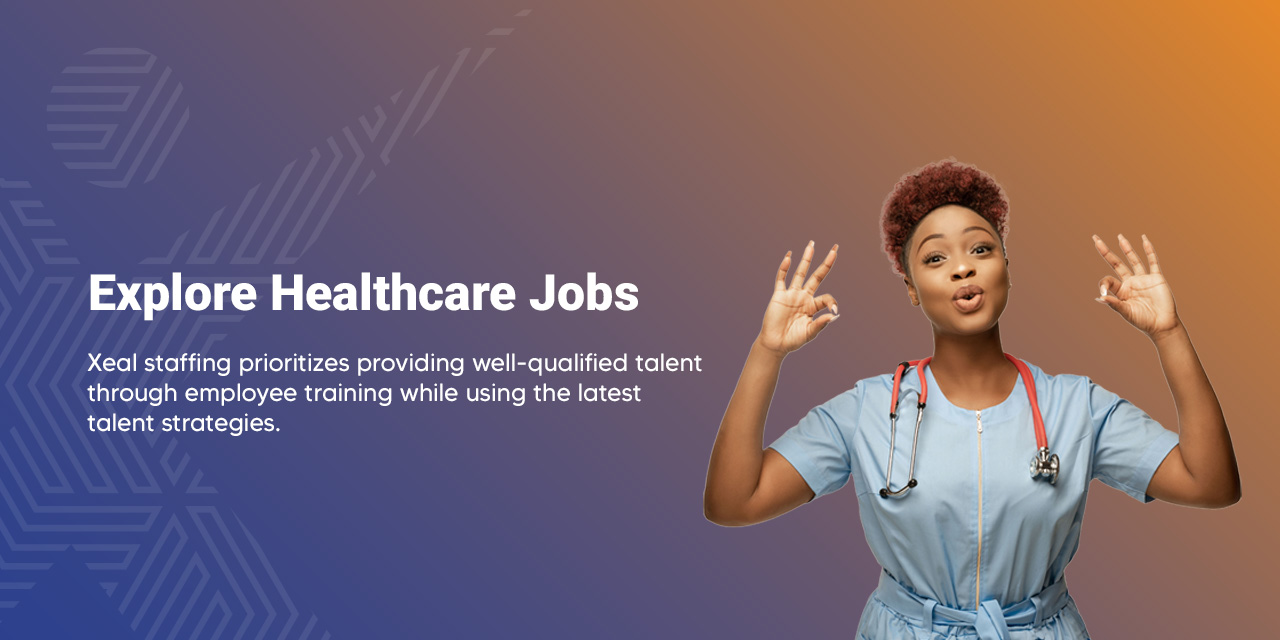 Explore Healthcare Jobs
Xeal staffing prioritizes providing well-qualified talent
through employee training while using the latest
talent strategies.